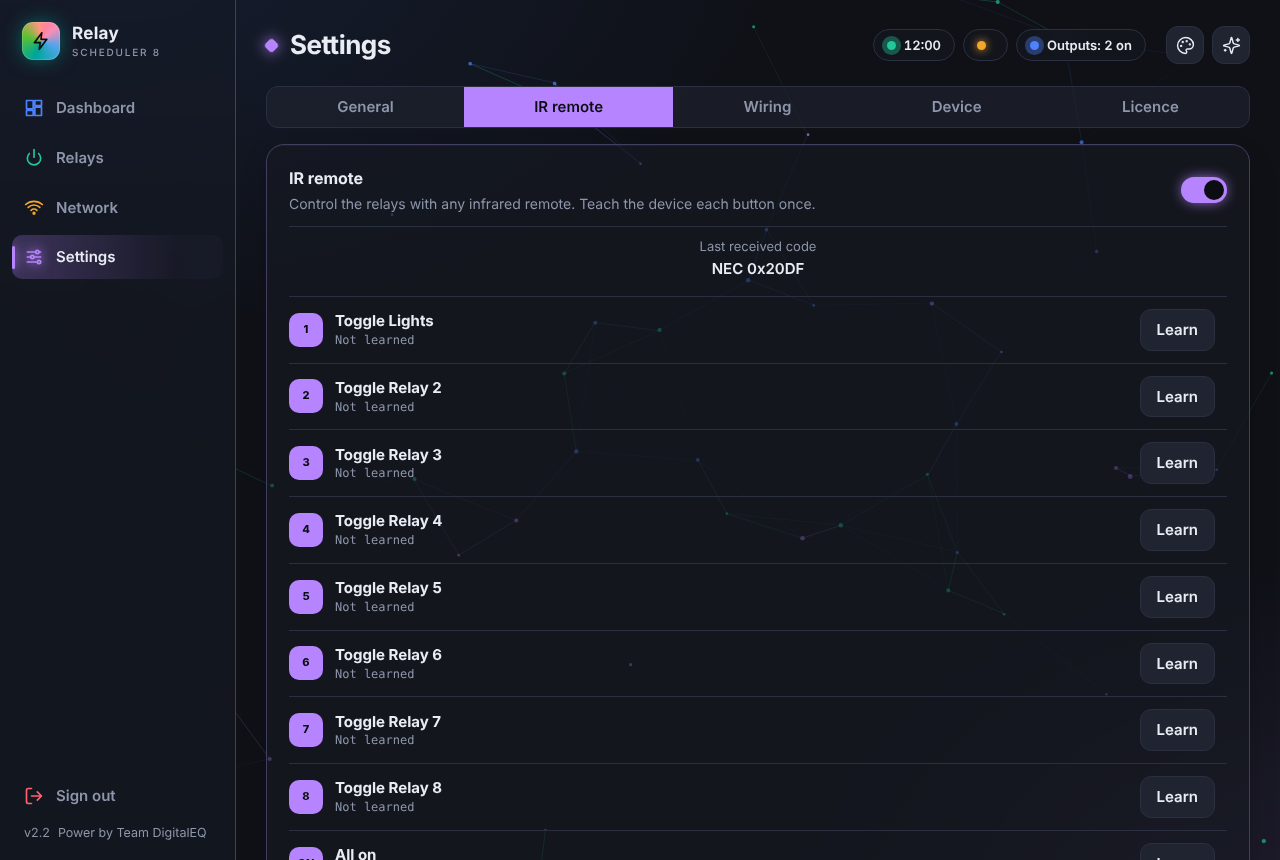 Relay
SCHEDULER 8
Dashboard
Relays
Network
Settings
Sign out
v2.2 Power by Team DigitalEQ
Settings
12:00
Outputs: 2 on
General
IR remote
Wiring
Device
Licence
IR remote
Control the relays with any infrared remote. Teach the device each button once.
Last received code
NEC 0x20DF
1
Toggle Lights
Not learned
Learn
2
Toggle Relay 2
Not learned
Learn
3
Toggle Relay 3
Not learned
Learn
4
Toggle Relay 4
Not learned
Learn
5
Toggle Relay 5
Not learned
Learn
6
Toggle Relay 6
Not learned
Learn
7
Toggle Relay 7
Not learned
Learn
8
Toggle Relay 8
Not learned
Learn
All on